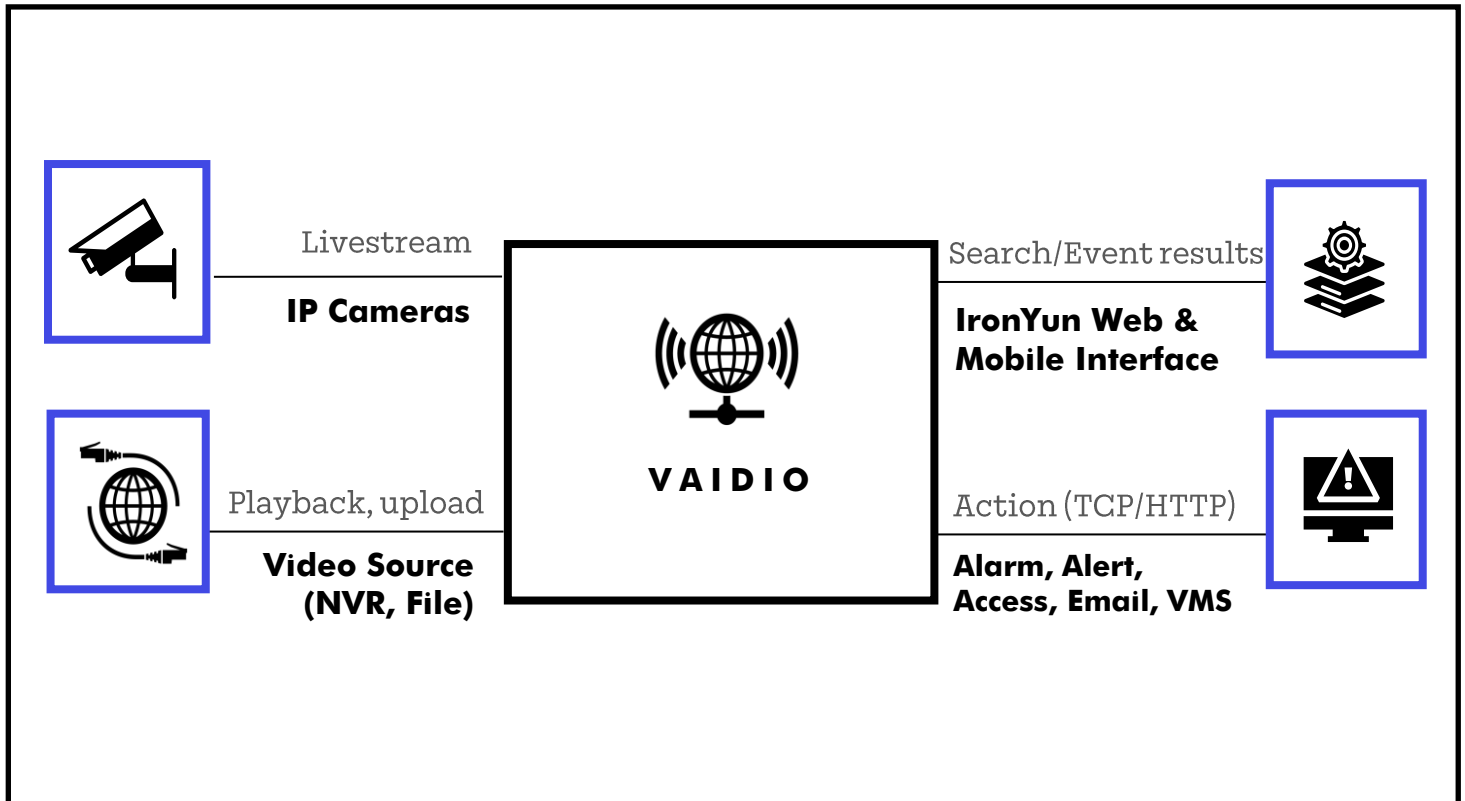 Livestream
IP Cameras
Playback, upload
Video Source
(NVR, File)
VAIDIO
Search/Event results
IronYun Web &
Mobile Interface
Action (TCP/HTTP)
Alarm, Alert,
Access, Email, VMS